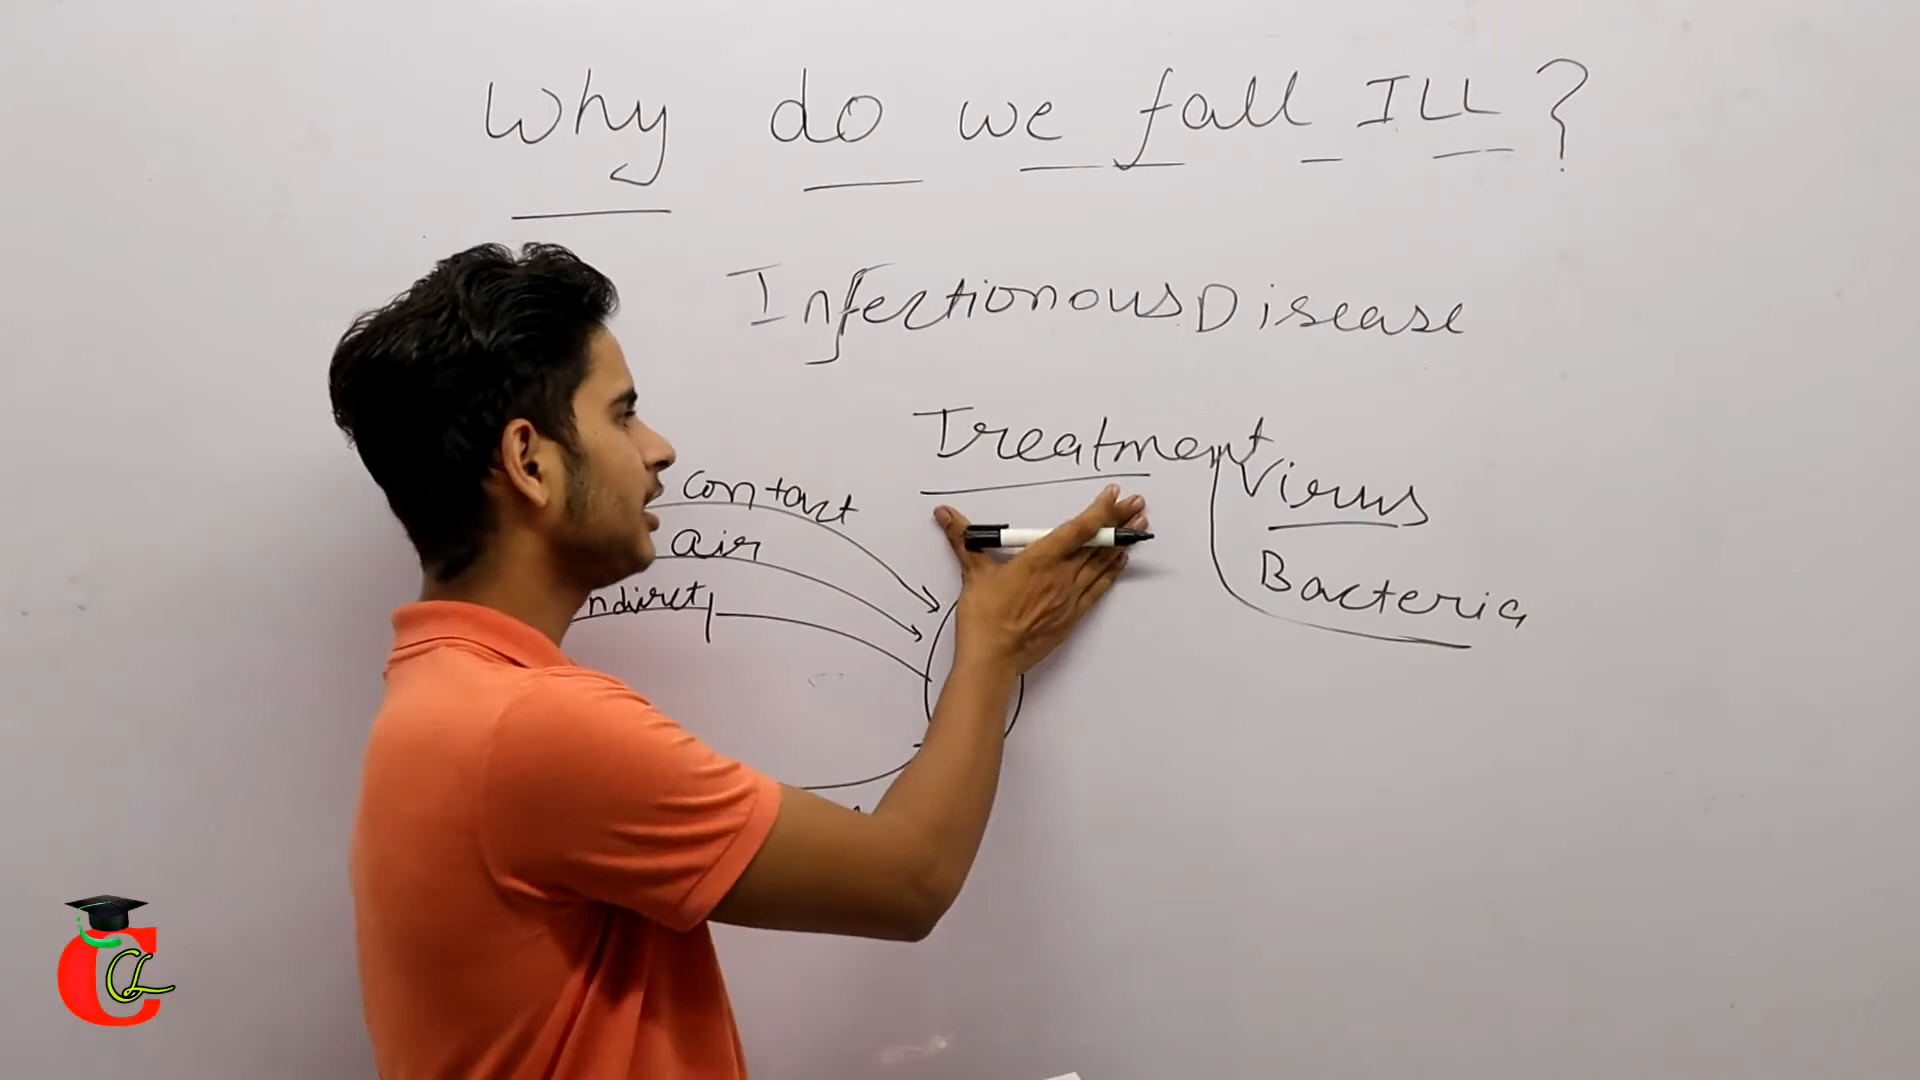 Why do we fall ILL ?
Infectionous Disease
Treatment
Virus
Bacteria
contact
air
ndirect